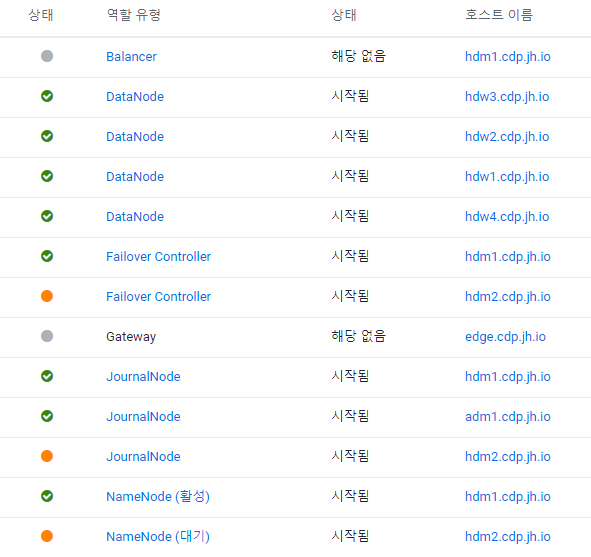 상태 역할 유형 상태 호스트 이름
Balancer 해당 없음 hdm1.cdp.jh.io
DataNode 시작됨 hdw3.cdp.jh.io
DataNode 시작됨 hdw2.cdp.jh.io
DataNode 시작됨 hdw1.cdp.jh.io
DataNode 시작됨 hdw4.cdp.jh.io
Failover Controller 시작됨 hdm1.cdp.jh.io
Failover Controller 시작됨 hdm2.cdp.jh.io
Gateway 해당 없음 edge.cdp.jh.io
JournalNode 시작됨 hdm1.cdp.jh.io
JournalNode 시작됨 adm1.cdp.jh.io
JournalNode 시작됨 hdm2.cdp.jh.io
NameNode (활성) 시작됨 hdm1.cdp.jh.io
NameNode (대기) 시작됨 hdm2.cdp.jh.io